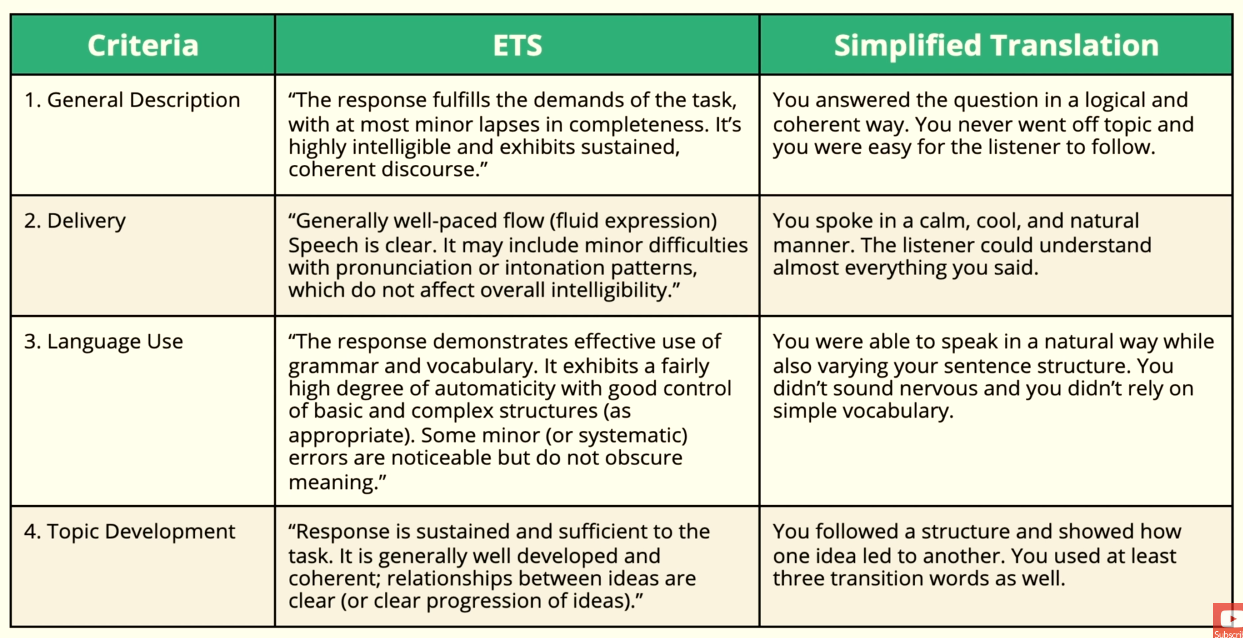 Criteria
ETS
Simplified Translation
1. General Description
“The response fulfills the demands of the task,
with at most minor lapses in completeness. It’s
highly intelligible and exhibits sustained,
coherent discourse.”
You answered the question in a logical and
coherent way. You never went off topic and
you were easy for the listener to follow.
2. Delivery
“Generally well-paced flow (fluid expression)
Speech is clear. It may include minor difficulties
with pronunciation or intonation patterns,
which do not affect overall intelligibility.”
You spoke in a calm, cool, and natural
manner. The listener could understand
almost everything you said.
3. Language Use
“The response demonstrates effective use of
grammar and vocabulary. It exhibits a fairly
high degree of automaticity with good control
of basic and complex structures (as
appropriate). Some minor (or systematic)
errors are noticeable but do not obscure
meaning.”
You were able to speak in a natural way while
also varying your sentence structure. You
didn’t sound nervous and you didn’t rely on
simple vocabulary.
4. Topic Development
“Response is sustained and sufficient to the
task. It is generally well developed and
coherent; relationships between ideas are
clear (or clear progression of ideas).”
You followed a structure and showed how
one idea led to another. You used at least
three transition words as well.
Subscri